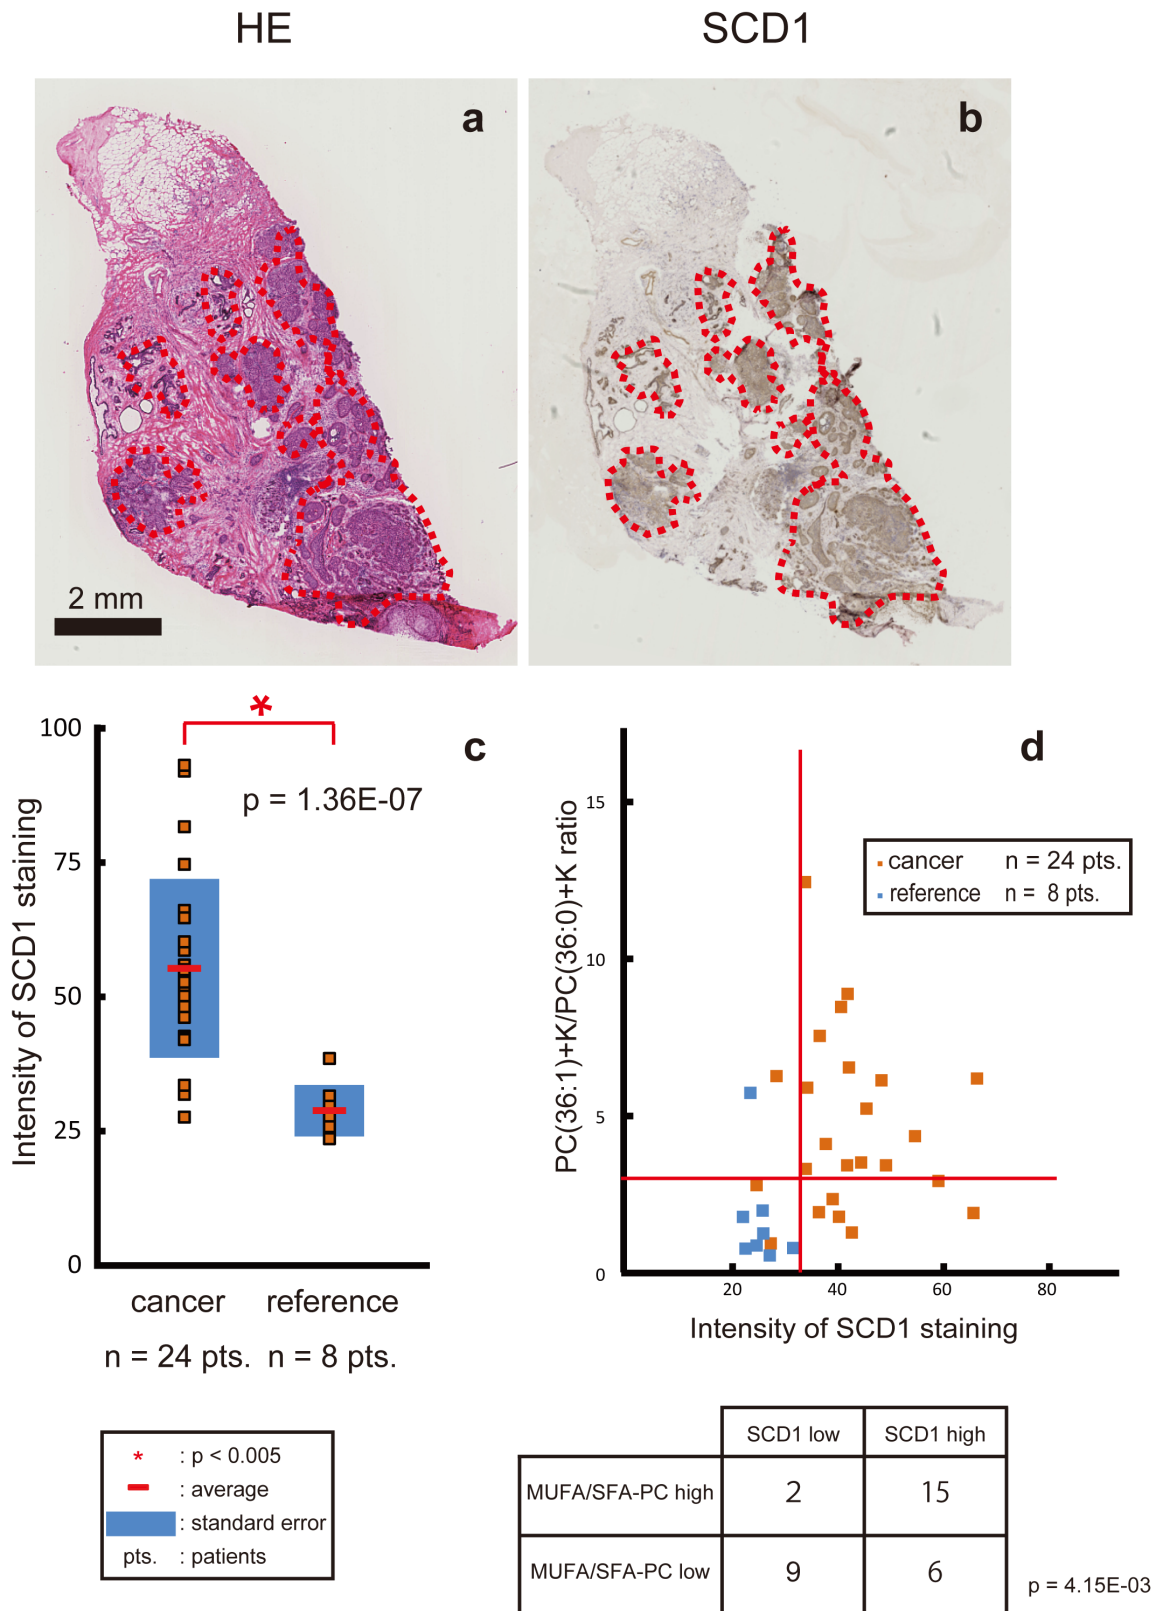 HE
SCD1
a
b
2 mm
c
*
p = 1.36E-07
Intensity of SCD1 staining
100
75
50
25
0
cancer
reference
n = 24 pts.
n = 8 pts.
* : p < 0.005
: average
: standard error
pts. : patients
d
PC(36:1)+K/PC(36:0)+K ratio
15
10
5
0
cancer n = 24 pts.
reference n = 8 pts.
20 40 60 80
Intensity of SCD1 staining
SCD1 low SCD1 high
MUFA/SFA-PC high 2 15
MUFA/SFA-PC low 9 6
p = 4.15E-03